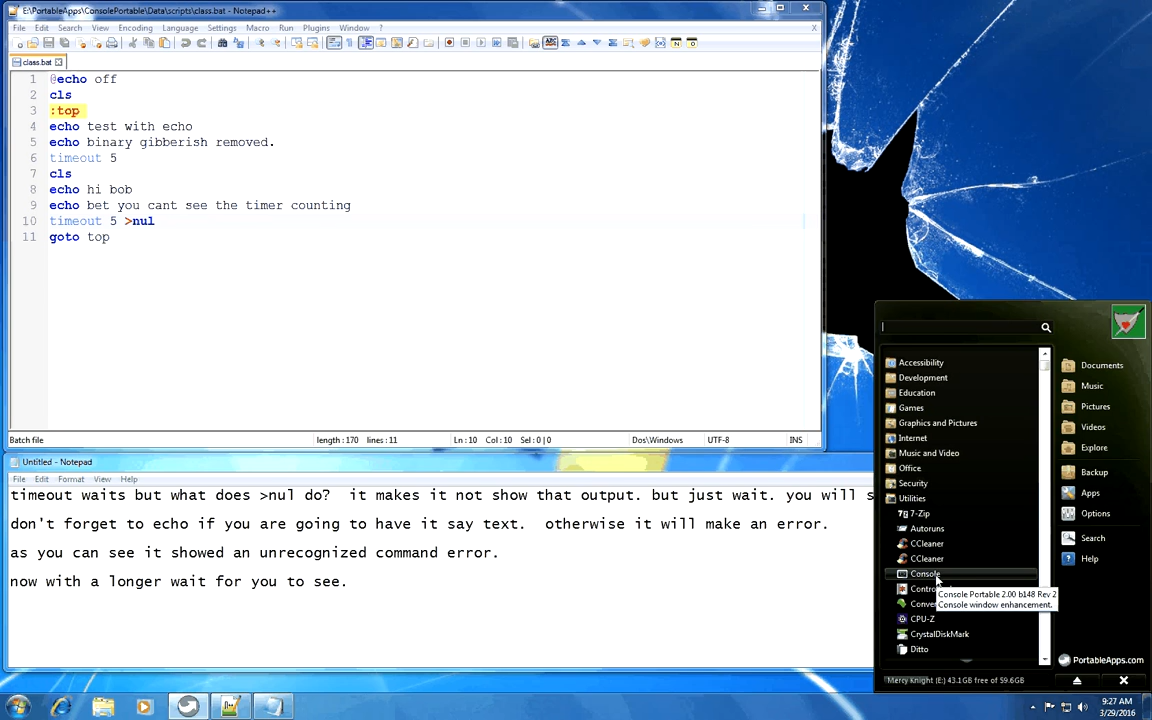 E:\PortableApps\ConsolePortable\Data\scripts\class.bat - Notepad++
File Edit Search View Encoding Language Settings Macro Run Plugins Window ? X
class.bat
1 @echo off
2 cls
3 :top
4 echo test with echo
5 echo binary gibberish removed.
6 timeout 5
7 cls
8 echo hi bob
9 echo bet you cant see the timer counting
10 timeout 5 >nul
11 goto top
Batch file length : 170 lines : 11 Ln : 10 Col : 10 Sel : 0 | 0 Dos\Windows UTF-8 INS
Untitled - Notepad
File Edit Format View Help
timeout waits but what does >nul do?  it makes it not show that output. but just wait. you will s
don't forget to echo if you are going to have it say text.  otherwise it will make an error.
as you can see it showed an unrecognized command error.
now with a longer wait for you to see.
Accessibility
Development
Education
Games
Graphics and Pictures
Internet
Music and Video
Office
Security
Utilities
7-Zip
Autoruns
CCleaner
CCleaner
Console
Contro
Conver
CPU-Z
CrystalDiskMark
Ditto
Console Portable 2.00 b148 Rev 2
Console window enhancement.
Documents
Music
Pictures
Videos
Explore
Backup
Apps
Options
Search
Help
PortableApps.com
Mercy Knight (E:) 43.1GB free of 59.6GB
9:27 AM
3/29/2016